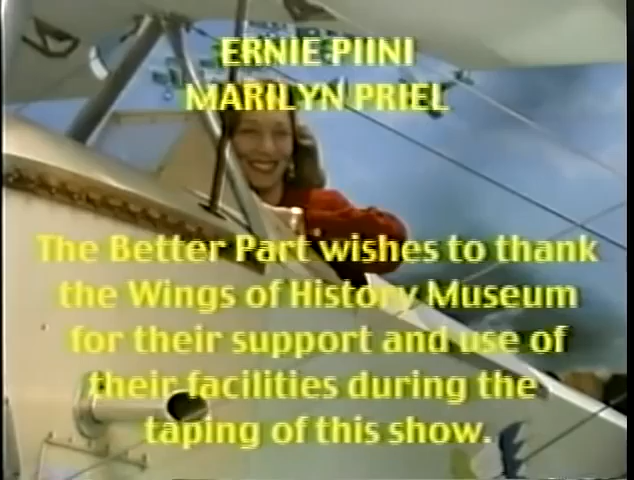 ERNIE PIINI
MARILYN PRIEL
The Better Part wishes to thank
the Wings of History Museum
for their support and use of
their facilities during the
taping of this show.